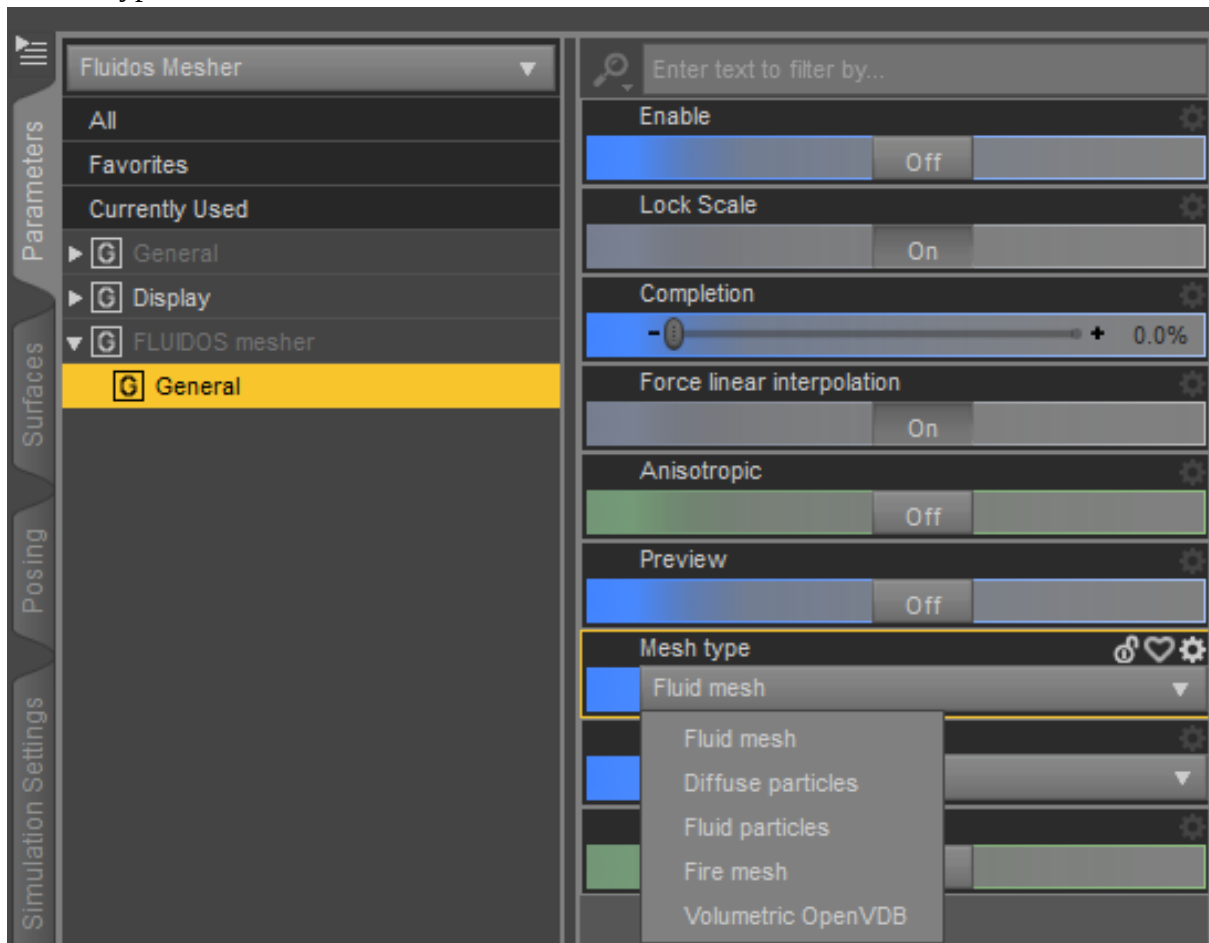 Fluidos Mesher
All
Favorites
Currently Used
G General
G Display
G FLUIDOS mesher
G General
Parameters
Surfaces
Posing
Simulation Settings
Enter text to filter by...
Enable
Off
Lock Scale
On
Completion
- + 0.0%
Force linear interpolation
On
Anisotropic
Off
Preview
Off
Mesh type
Fluid mesh
Fluid mesh
Diffuse particles
Fluid particles
Fire mesh
Volumetric OpenVDB